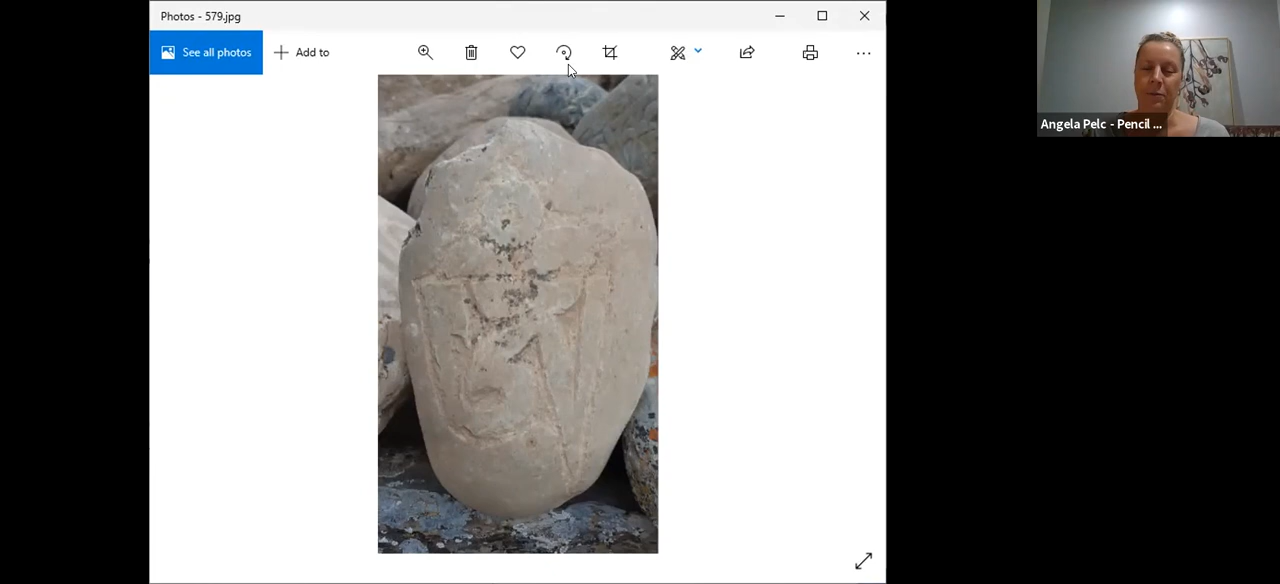 Photos - 579.jpg
See all photos
Add to
Angela Pelc - Pencil ...